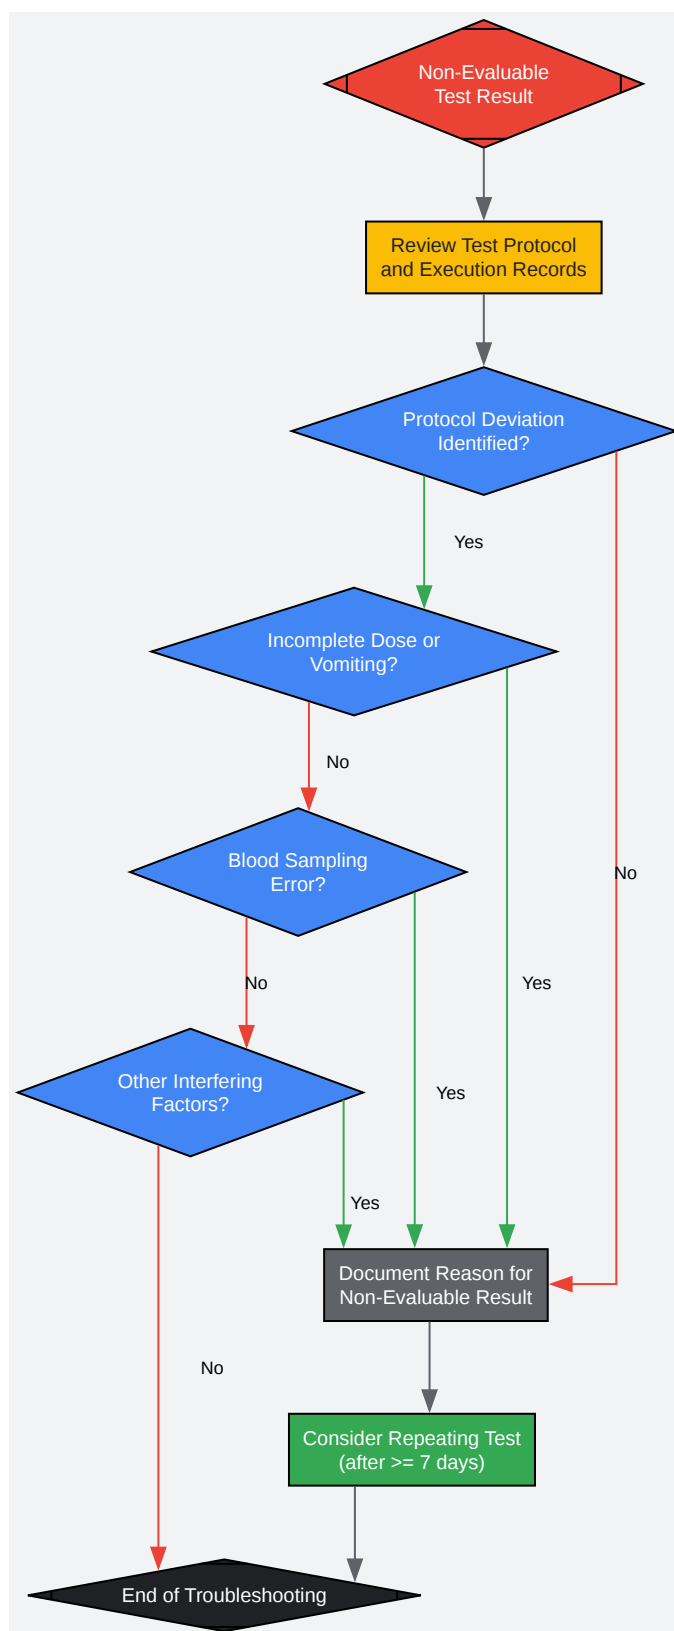 Non-Evaluable
Test Result
Review Test Protocol
and Execution Records
Protocol Deviation
Identified?
Yes
Incomplete Dose or
Vomiting?
No
Blood Sampling
Error?
No
No
Yes
Other Interfering
Factors?
Yes
Yes
Document Reason for
Non-Evaluable Result
No
Consider Repeating Test
(after >= 7 days)
End of Troubleshooting